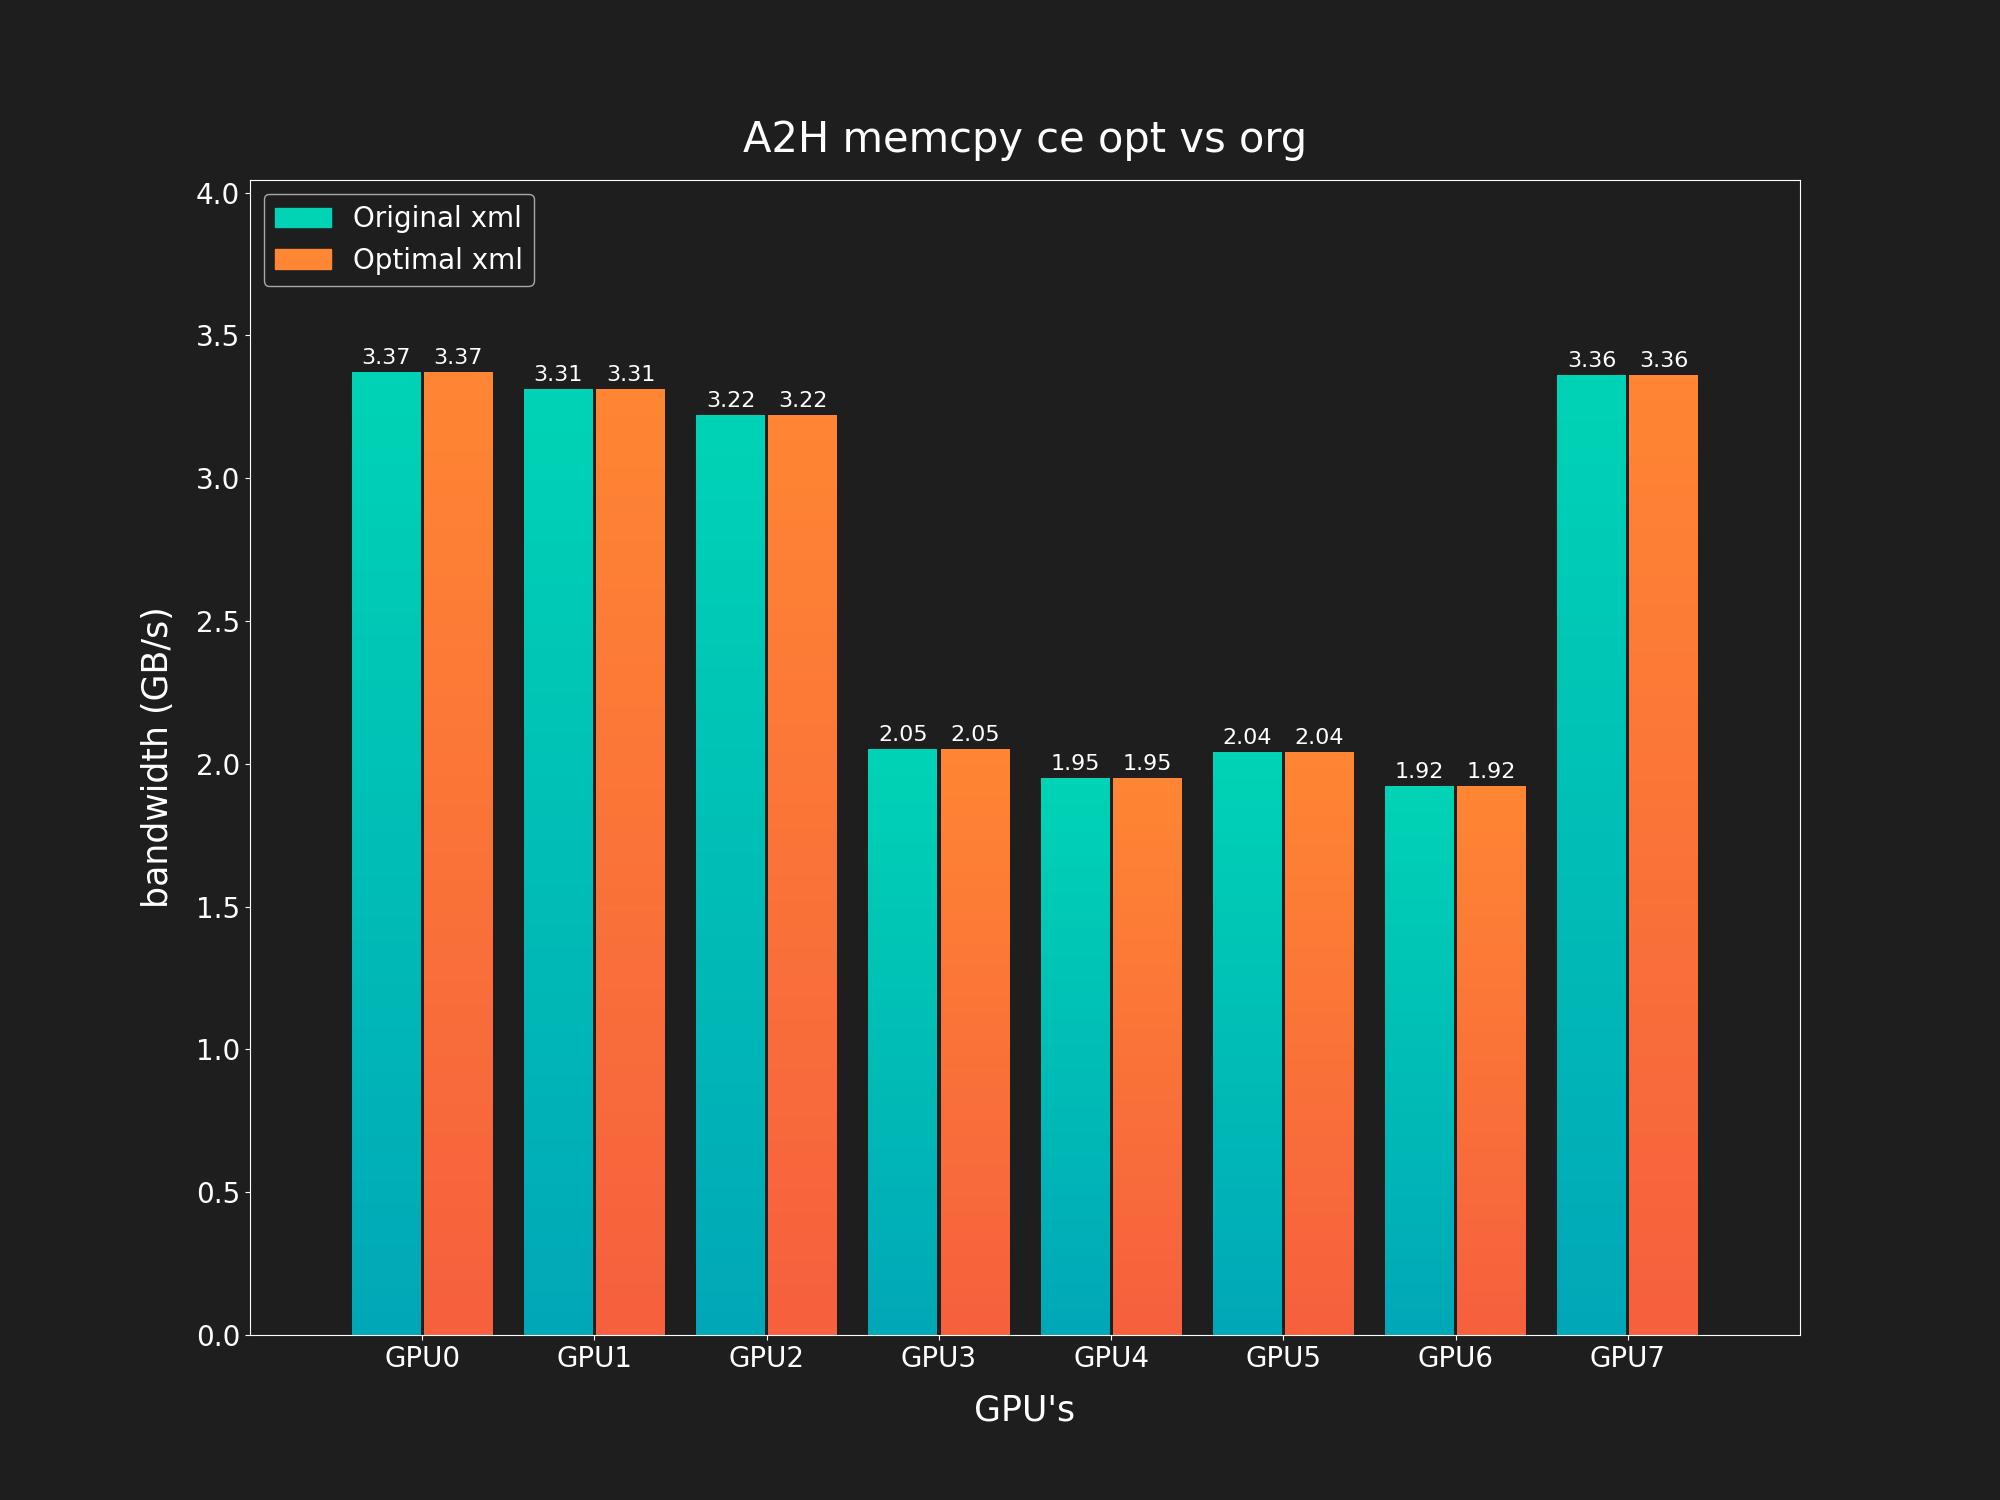 A2H memcpy ce opt vs org
4.0
3.5
3.0
2.5
2.0
1.5
1.0
0.5
0.0
bandwidth (GB/s)
Original xml
Optimal xml
3.37 3.37
3.31 3.31
3.22 3.22
2.05 2.05
1.95 1.95
2.04 2.04
1.92 1.92
3.36 3.36
GPU0 GPU1 GPU2 GPU3 GPU4 GPU5 GPU6 GPU7
GPU's